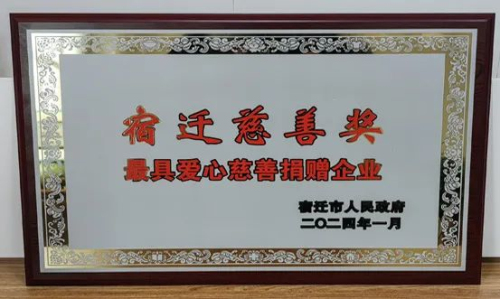 宿迁慈善奖
最具爱心慈善捐赠企业
宿迁市人民政府
二〇二四年一月